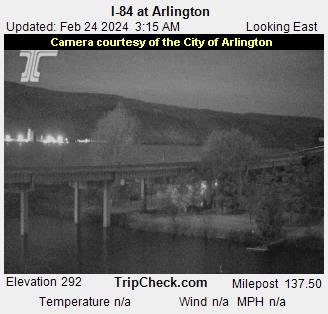 I-84 at Arlington
Updated: Feb 24 2024 3:15 AM Looking East
Camera courtesy of the City of Arlington
Elevation 292 TripCheck.com Milepost 137.50
Temperature n/a Wind n/a MPH n/a